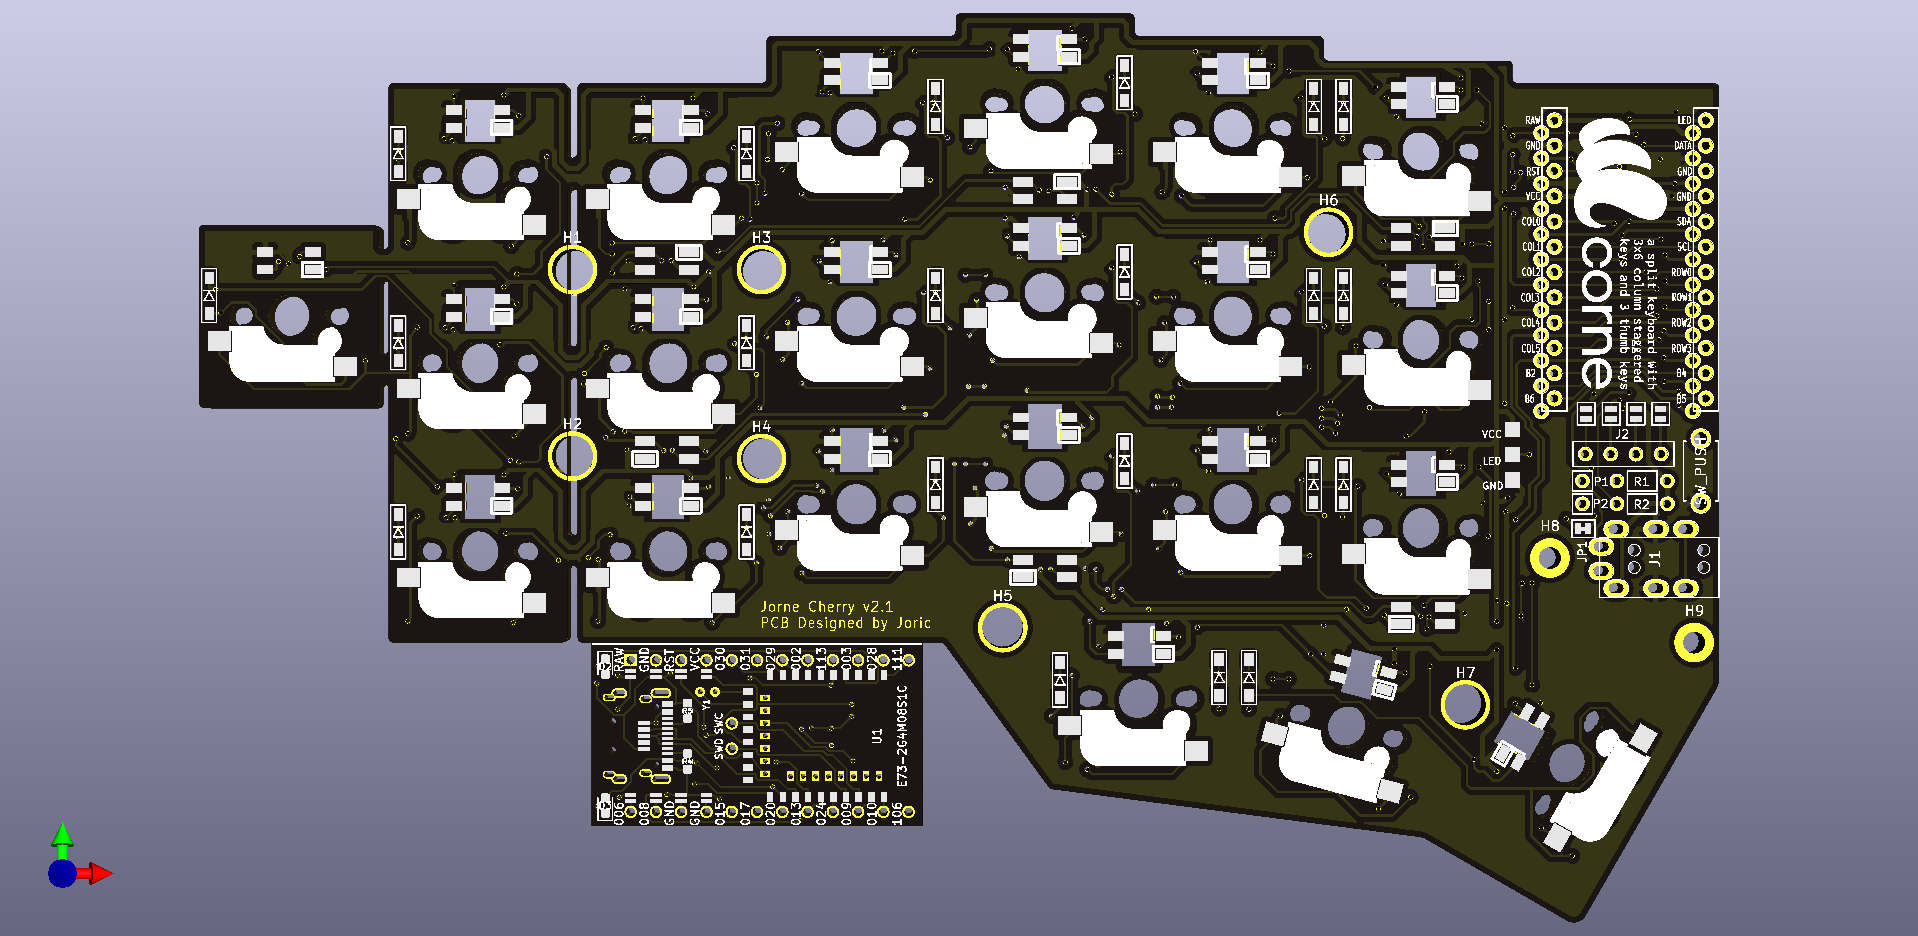 H1
H2
H3
H4
H5
H6
H7
H8
H9
RAW
GND
RST
VCC
COL0
COL1
COL2
COL3
COL4
COL5
B2
B6
LED
DATA
GND
GND
SDA
SCL
ROW0
ROW1
ROW2
ROW3
B4
B5
corne
a split keyboard with
3x6 column staggered
keys and 3 thumb keys
VCC
LED
GND
J2
P1
R1
P2
R2
JP1
J1
Jorne Cherry v2.1
PCB Designed by Joric
RAW
GND
RST
VCC
030
031
029
002
113
003
028
111
Y1
SWD
SWC
U1
E73-2G4M08S1C
006
008
GND
GND
015
017
020
013
024
009
010
106